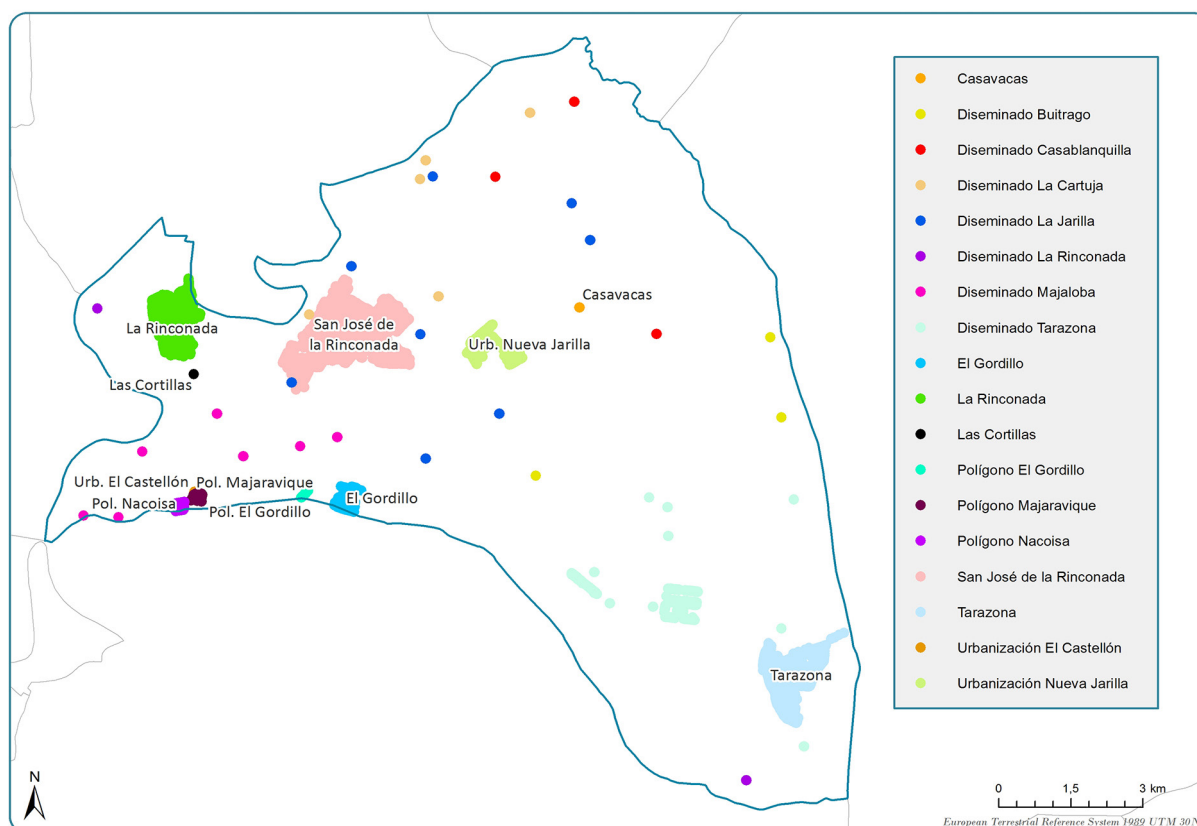 Casavacas
La Rinconada
San José de
la Rinconada
Urb. Nueva Jarilla
Las Cortillas
Urb. El Castellón
Pol. Majaravique
Pol. Nacoisa
Pol. El Gordillo
El Gordillo
Tarazona
Casavacas
Diseminado Buitrago
Diseminado Casablanquilla
Diseminado La Cartuja
Diseminado La Jarilla
Diseminado La Rinconada
Diseminado Majaloba
Diseminado Tarazona
El Gordillo
La Rinconada
Las Cortillas
Polígono El Gordillo
Polígono Majaravique
Polígono Nacoisa
San José de la Rinconada
Tarazona
Urbanización El Castellón
Urbanización Nueva Jarilla
N
0 1,5 3 km
European Terrestrial Reference System 1989 UTM 30N